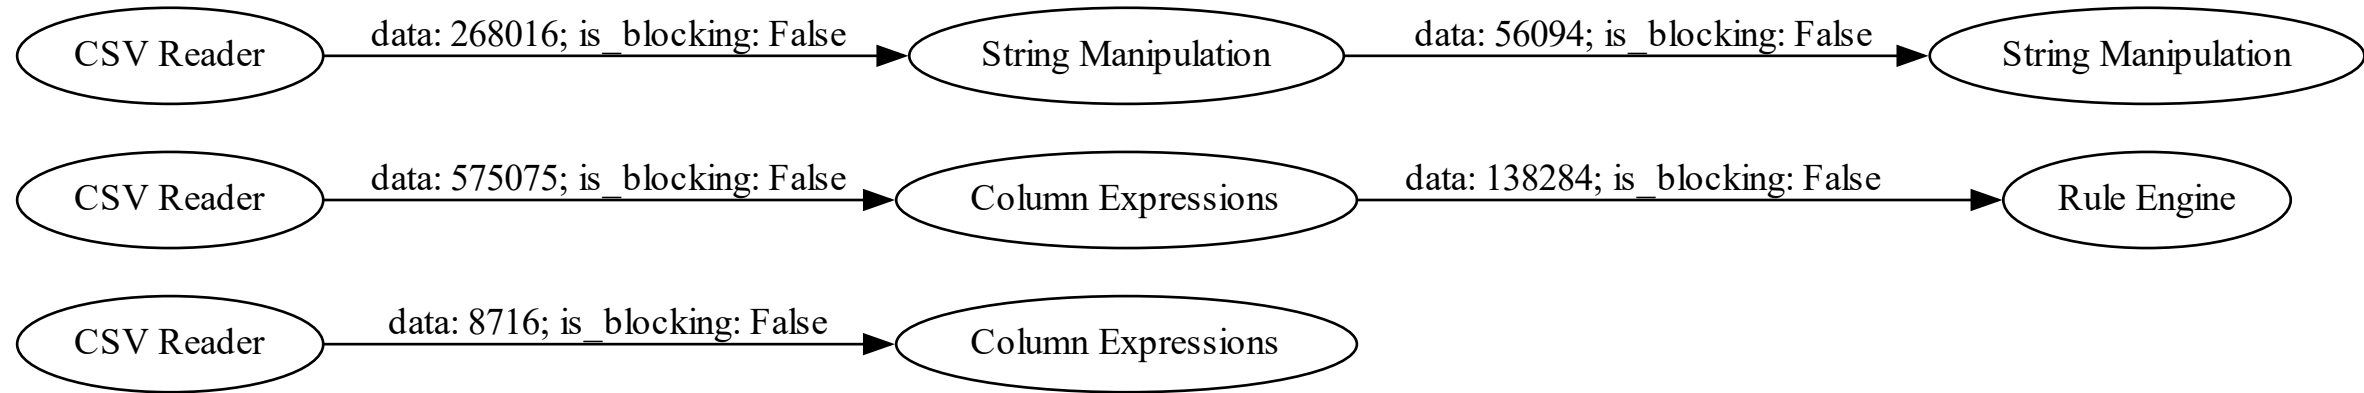 CSV Reader data: 268016; is_blocking: False String Manipulation data: 56094; is_blocking: False String Manipulation
CSV Reader data: 575075; is_blocking: False Column Expressions data: 138284; is_blocking: False Rule Engine
CSV Reader data: 8716; is_blocking: False Column Expressions